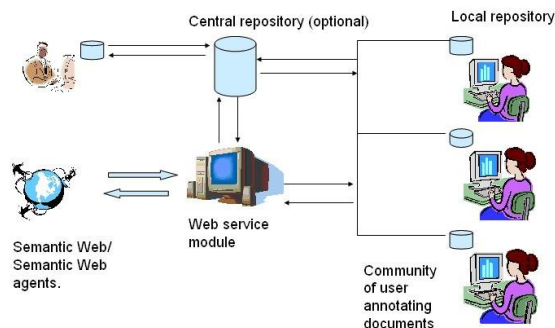 Central repository (optional)
Local repository
Web service
module
Semantic Web/
Semantic Web
agents.
Community
of user
annotating
documents